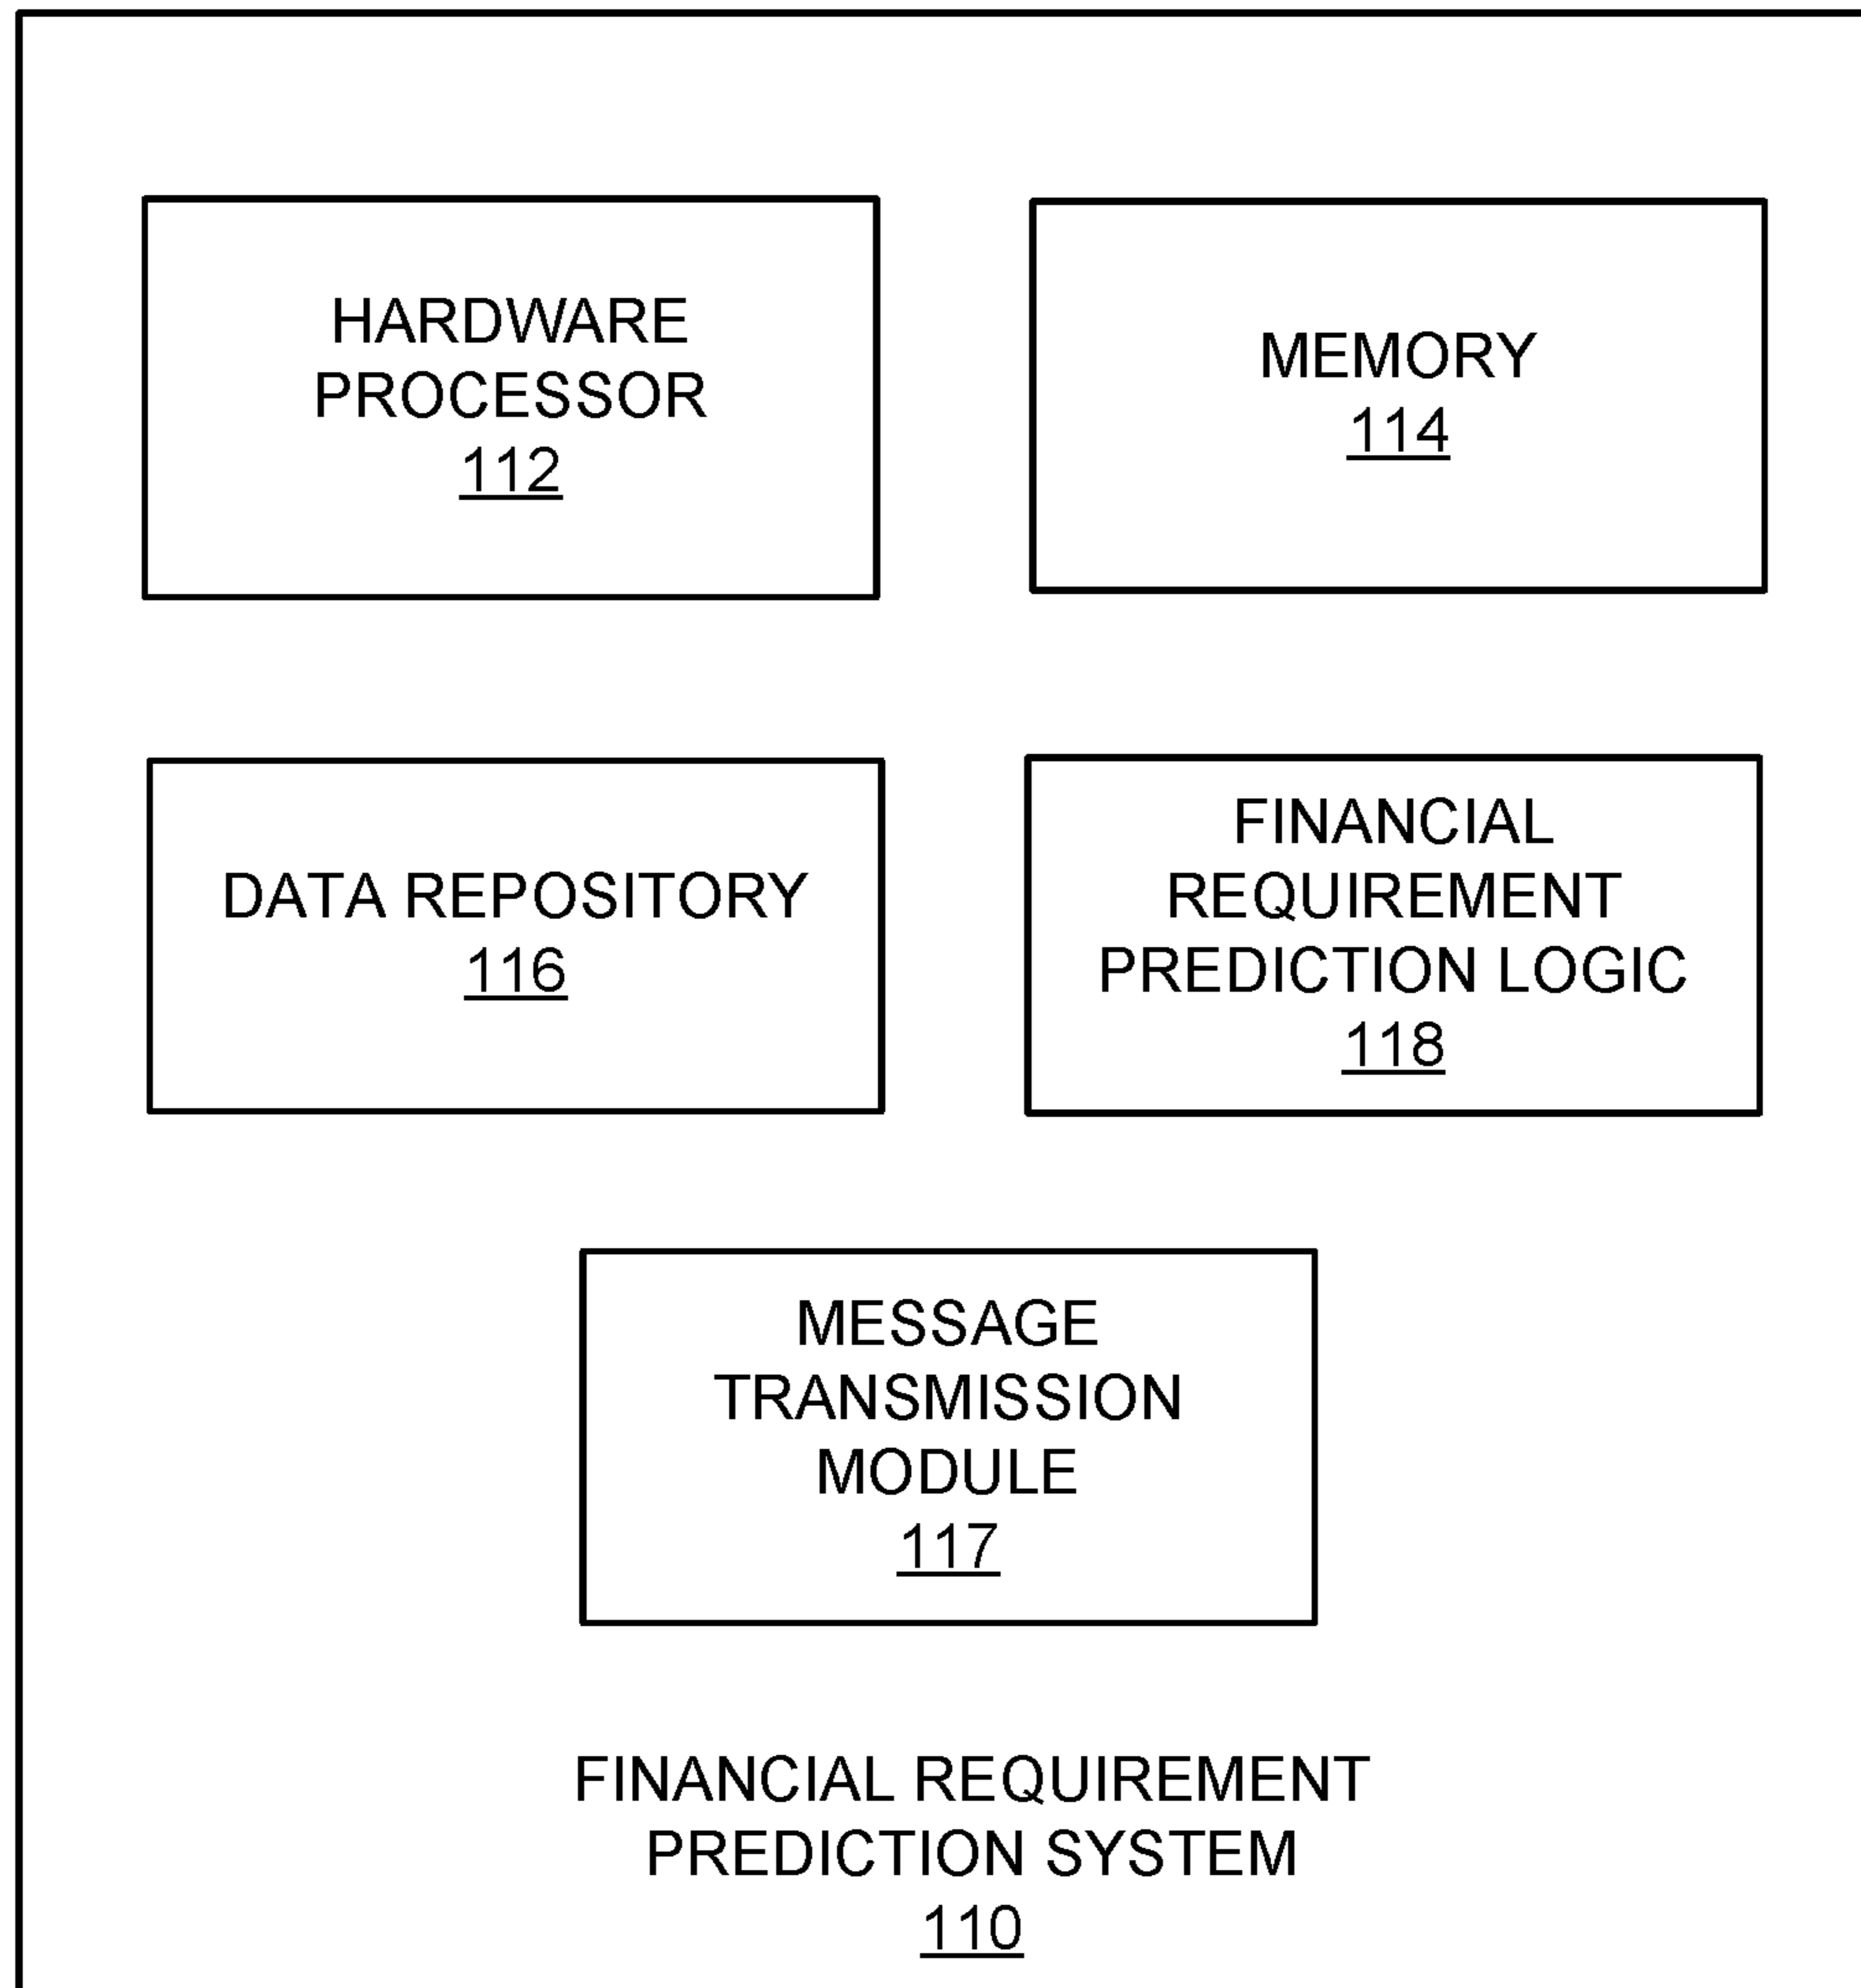 HARDWARE
PROCESSOR
112
MEMORY
114
DATA REPOSITORY
116
FINANCIAL
REQUIREMENT
PREDICTION LOGIC
118
MESSAGE
TRANSMISSION
MODULE
117
FINANCIAL REQUIREMENT
PREDICTION SYSTEM
110